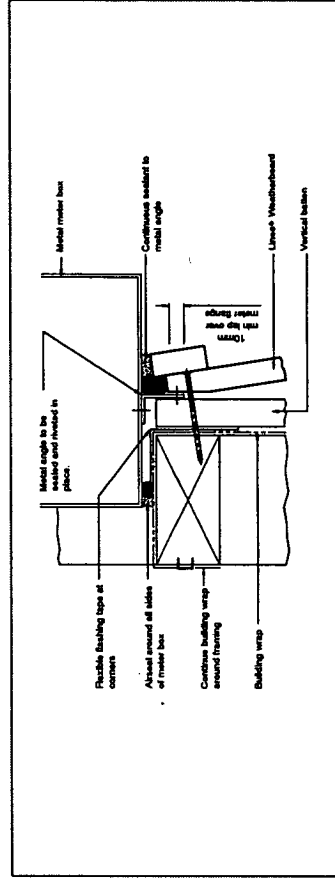 Metal meter box
Metal angle to be
sealed and riveted in
place.
Continuous sealant to
metal angle
Flexible flashing tape at
corners
Airseal around all sides
of meter box
10mm
min lap over
meter flange
Continue building wrap
around framing
Linea* Weatherboard
Building wrap
Vertical batten